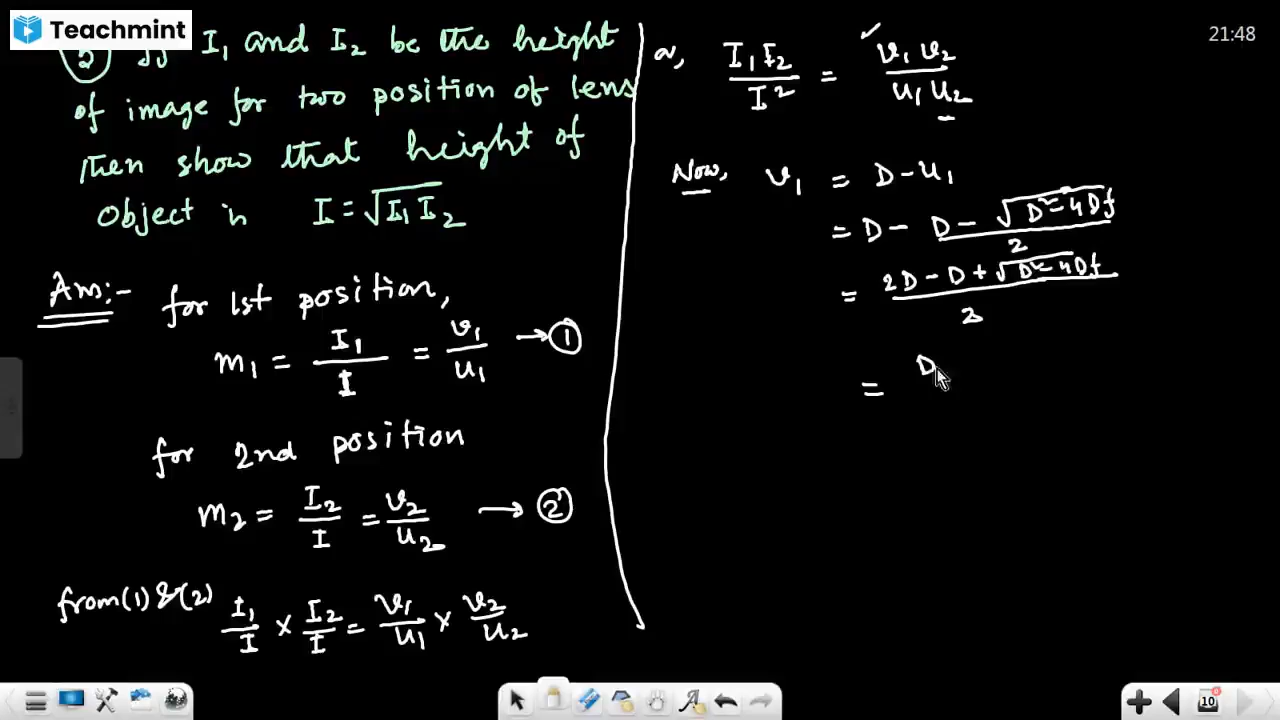 Teachmint
21:48
② If I₁ and I₂ be the height
of image for two position of lens
then show that height of
object is I = √I₁ I₂
Ans:- for 1st position,
m₁ = I₁/I = v₁/u₁ → ①
for 2nd position
m₂ = I₂/I = v₂/u₂ → ②
from (1) & (2) I₁/I × I₂/I = v₁/u₁ × v₂/u₂
I₁I₂/I² = v₁v₂/u₁u₂
Now, v₁ = D - u₁
= D - D - √D² - 4Df/2
= 2D - D + √D² - 4Df/2
= D
10